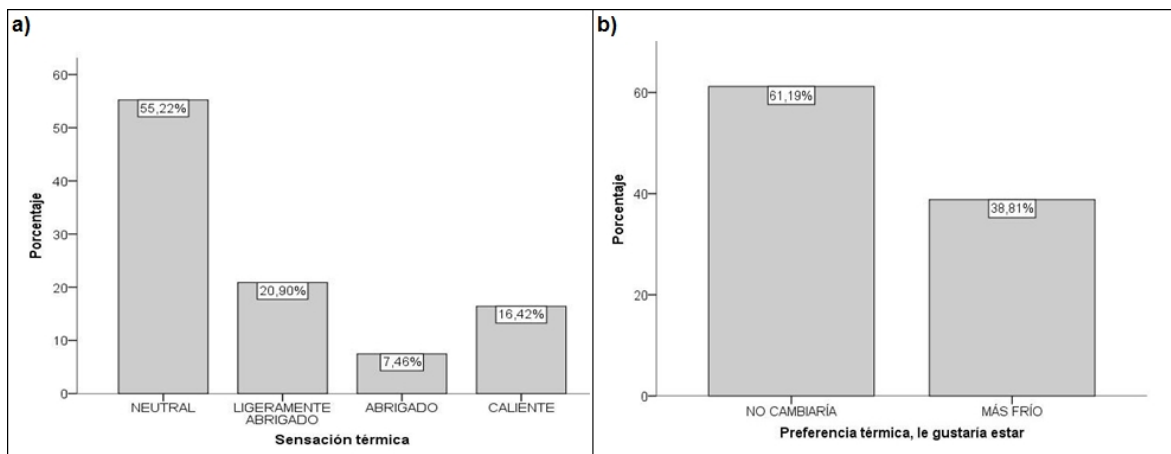 a)
60
50
40
30
20
10
0
Porcentaje
55,22%
20,90%
7,46%
16,42%
NEUTRAL
LIGERAMENTE
ABRIGADO
ABRIGADO
CALIENTE
Sensación térmica
b)
60
40
20
0
Porcentaje
61,19%
38,81%
NO CAMBIARÍA
MÁS FRÍO
Preferencia térmica, le gustaría estar